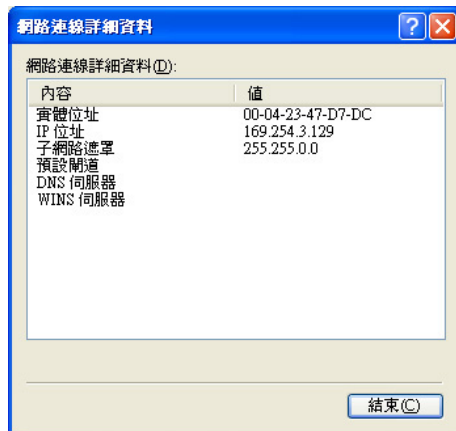 網路連線詳細資料
網路連線詳細資料(D):
內容 值
實體位址 00-04-23-47-D7-DC
IP 位址 169.254.3.129
子網路遮罩 255.255.0.0
預設閘道
DNS 伺服器
WINS 伺服器
結束(C)